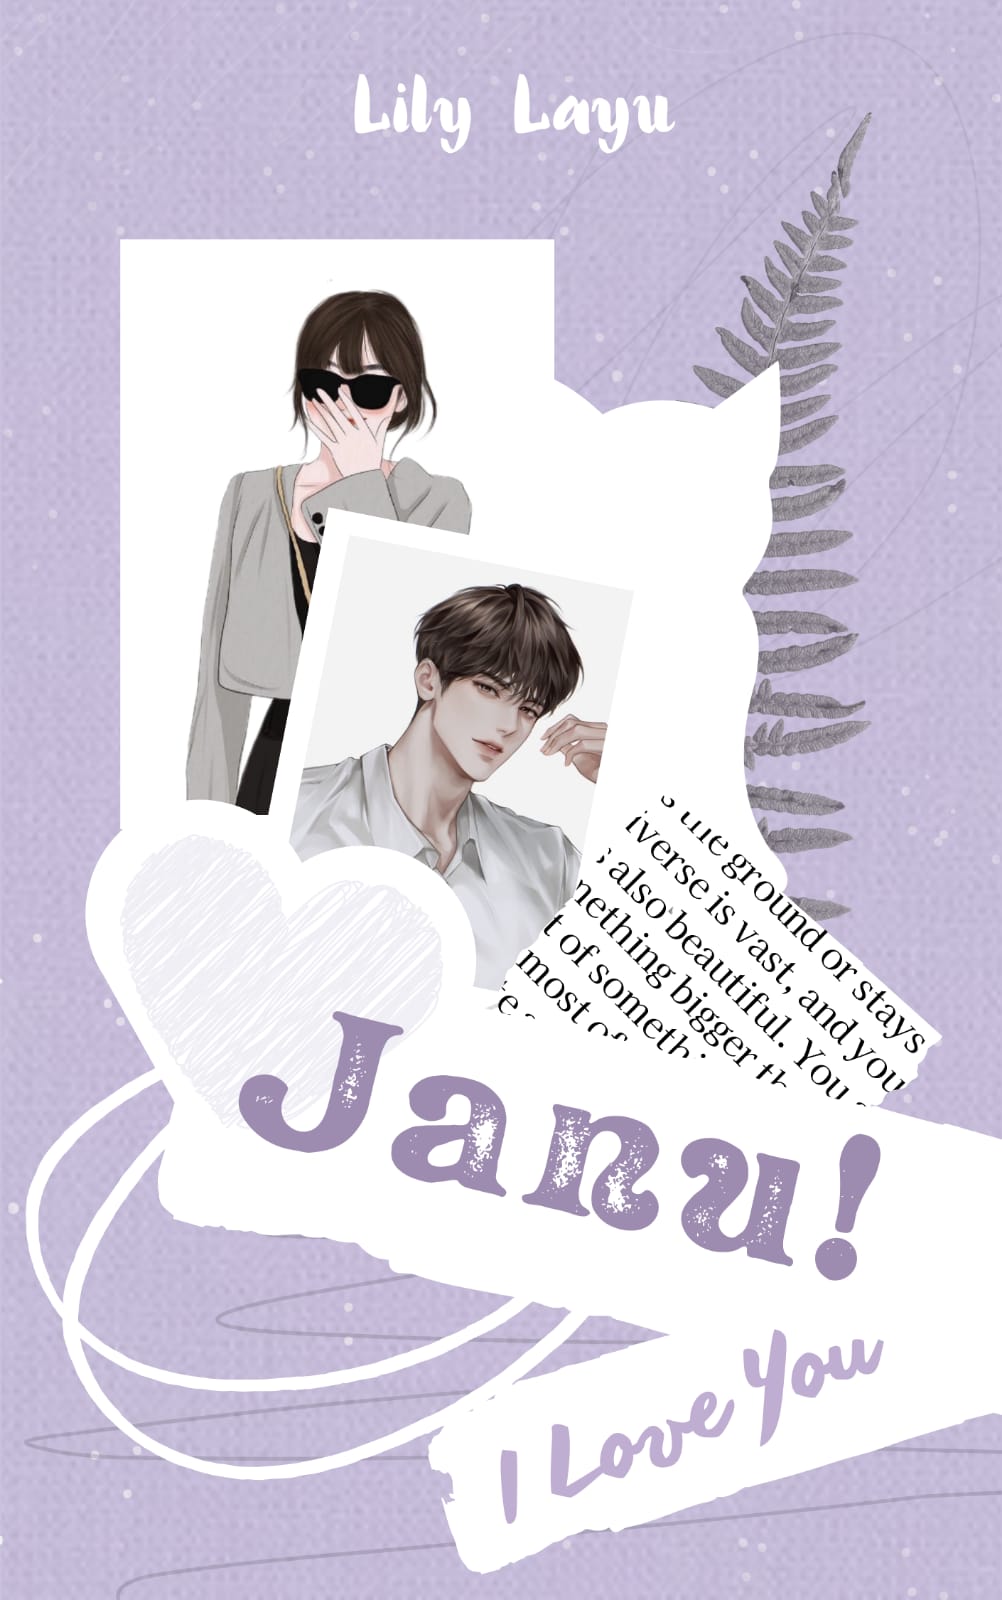 Lily Layu
ground or stays
iverse is vast, and you
also beautiful. You
nething bigger th
t of someth
most of
Janu!
I Love You